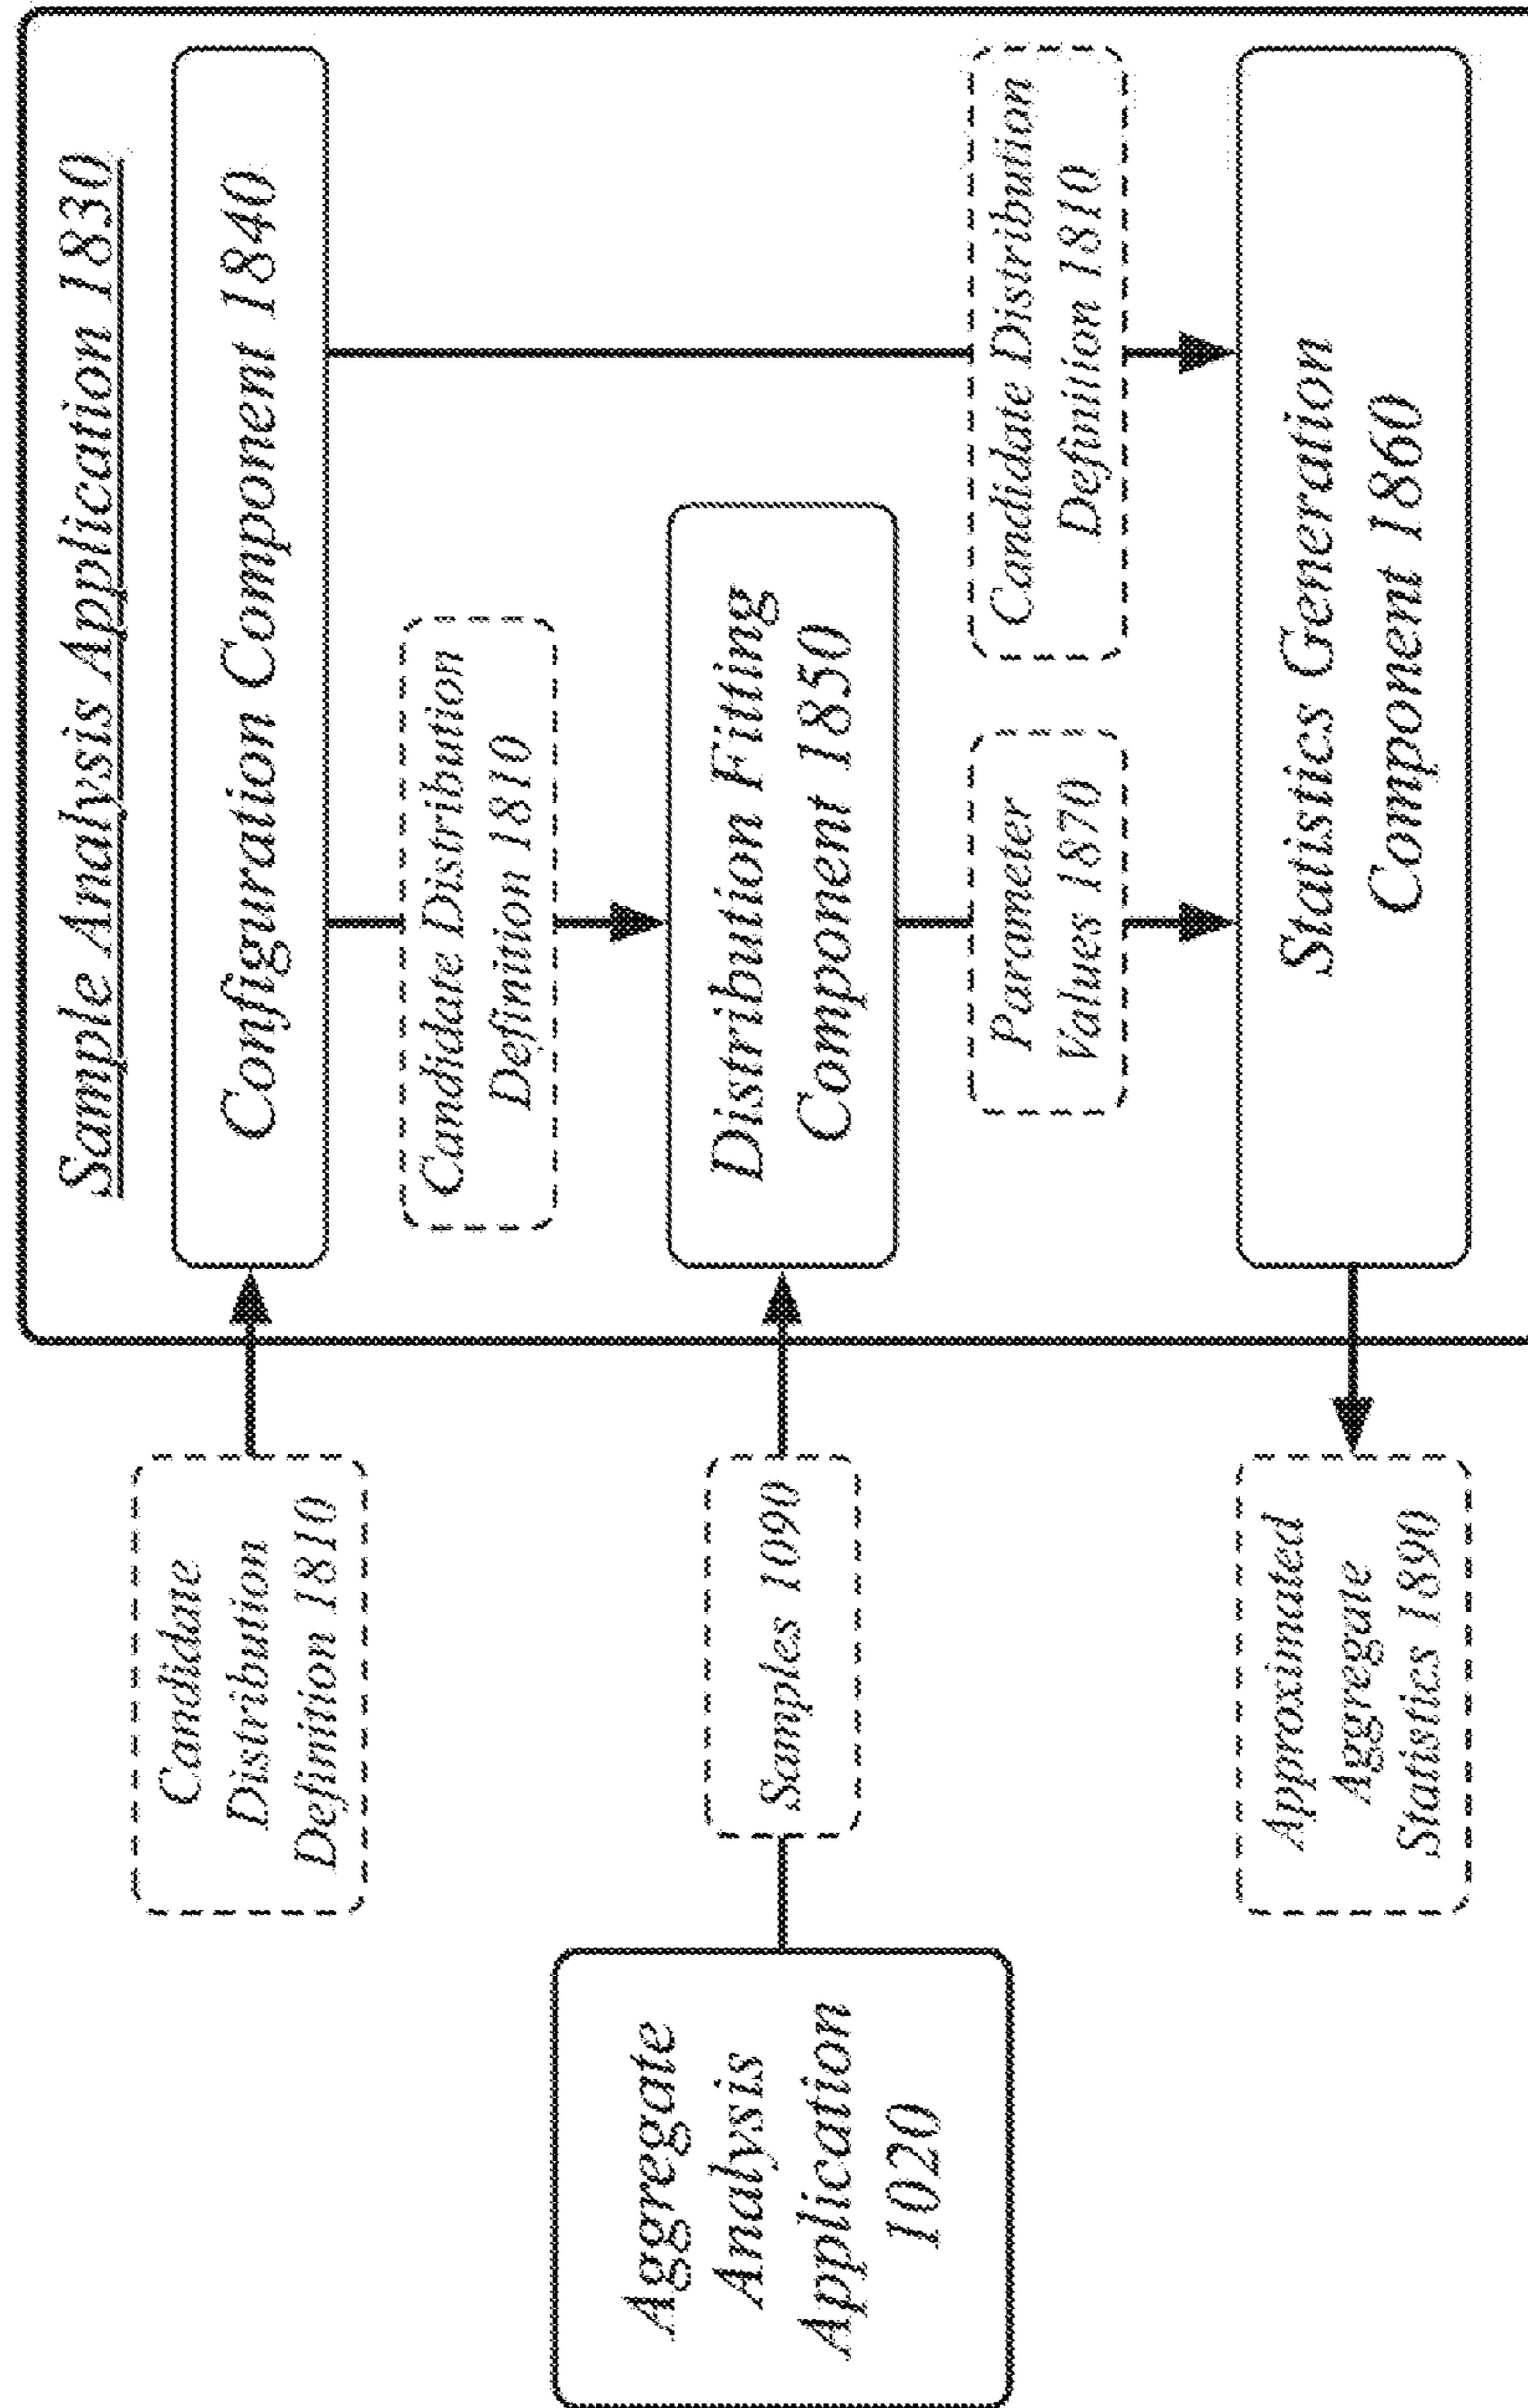 Sample Analysis Application 1830
Configuration Component 1840
Candidate
Distribution
Definition 1810
Candidate Distribution
Definition 1810
Aggregate
Analysis
Application
1020
Samples 1090
Distribution Fitting
Component 1850
Parameter
Values 1870
Candidate Distribution
Definition 1810
Approximated
Aggregate
Statistics 1890
Statistics Generation
Component 1860